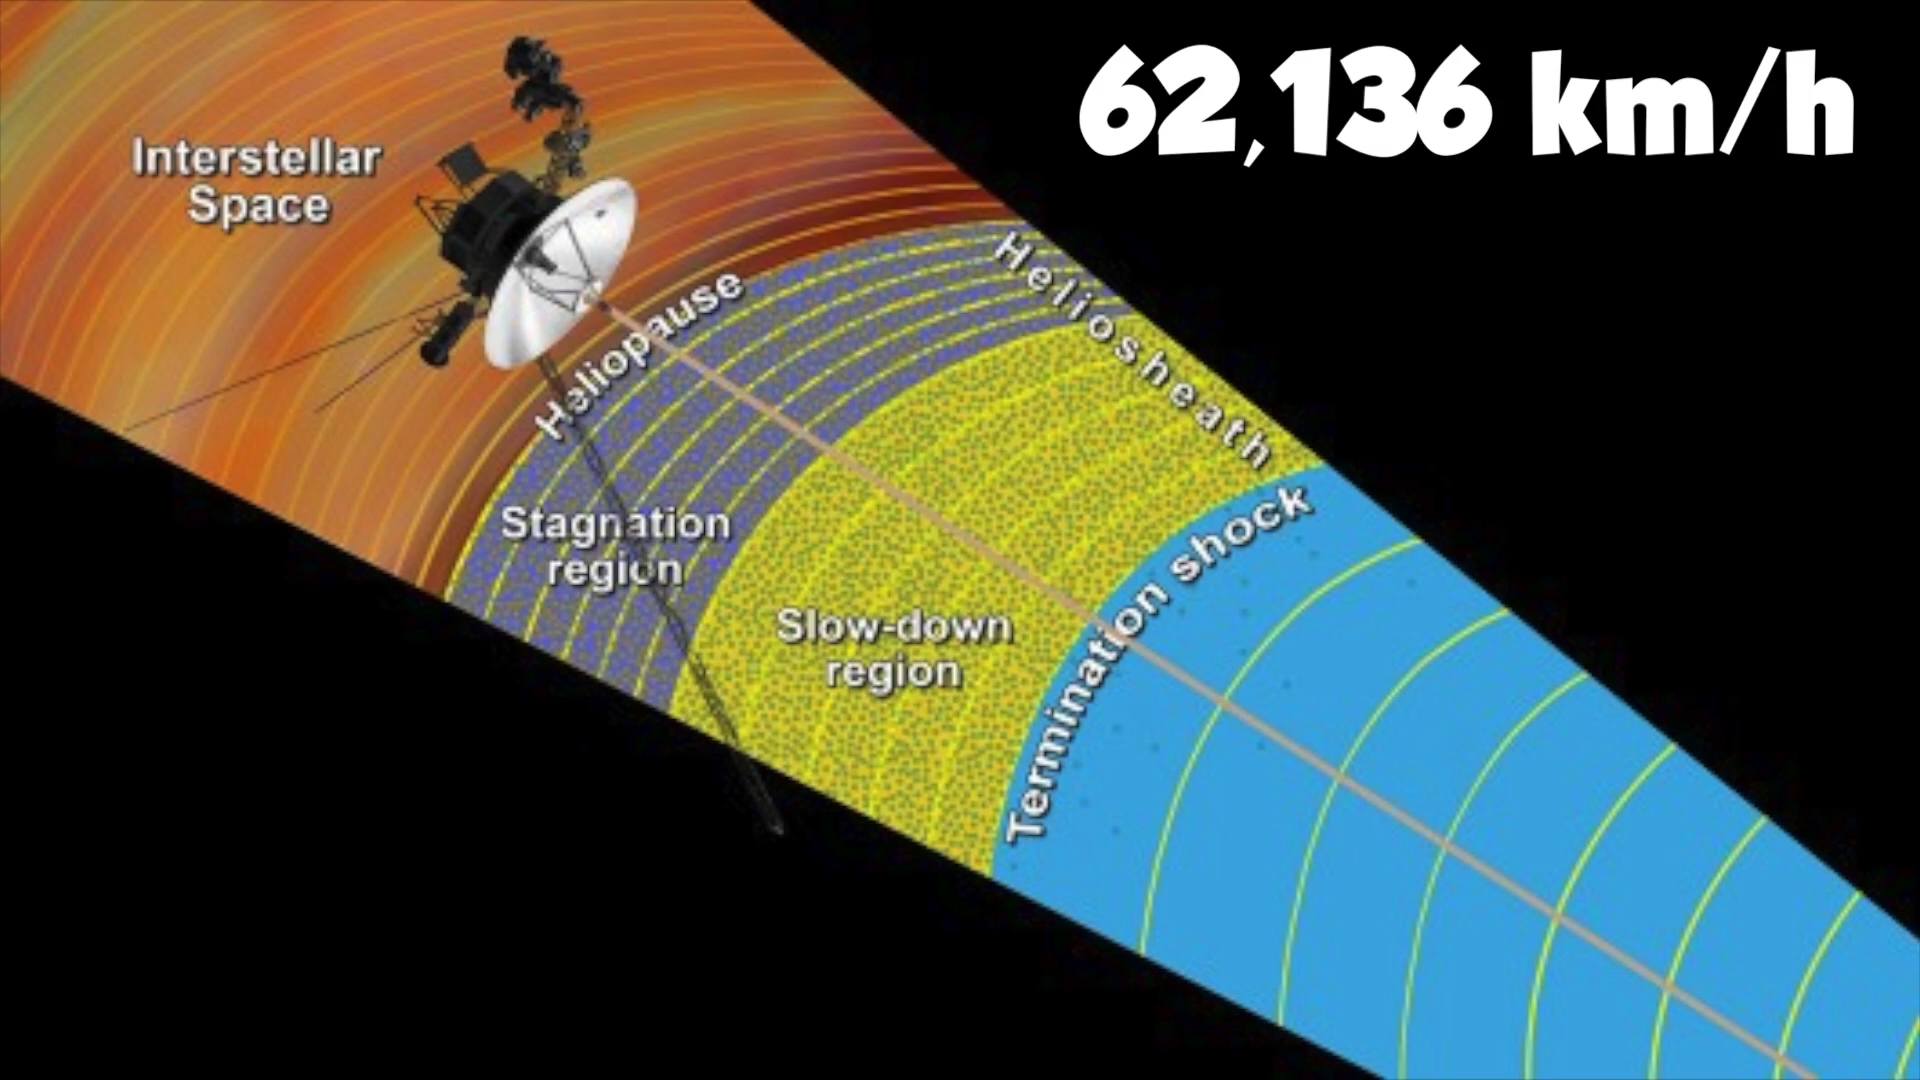 62,136 km/h
Interstellar
Space
Heliopause
Heliosheath
Stagnation
region
Slow-down
region
Termination shock